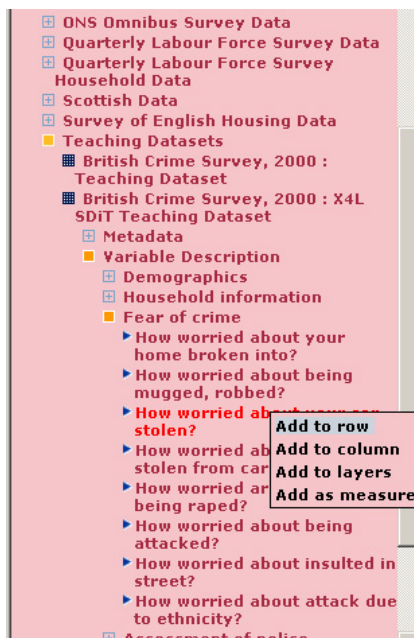 ONS Omnibus Survey Data
Quarterly Labour Force Survey Data
Quarterly Labour Force Survey
Household Data
Scottish Data
Survey of English Housing Data
Teaching Datasets
British Crime Survey, 2000 :
Teaching Dataset
British Crime Survey, 2000 : X4L
SDiT Teaching Dataset
Metadata
Variable Description
Demographics
Household information
Fear of crime
How worried about your
home broken into?
How worried about being
mugged, robbed?
How worried about your car
stolen?
How worried
stolen from car
How worried
being raped?
How worried about being
attacked?
How worried about insulted in
street?
How worried about attack due
to ethnicity?
Assessment of police
Add to row
Add to column
Add to layers
Add as measure